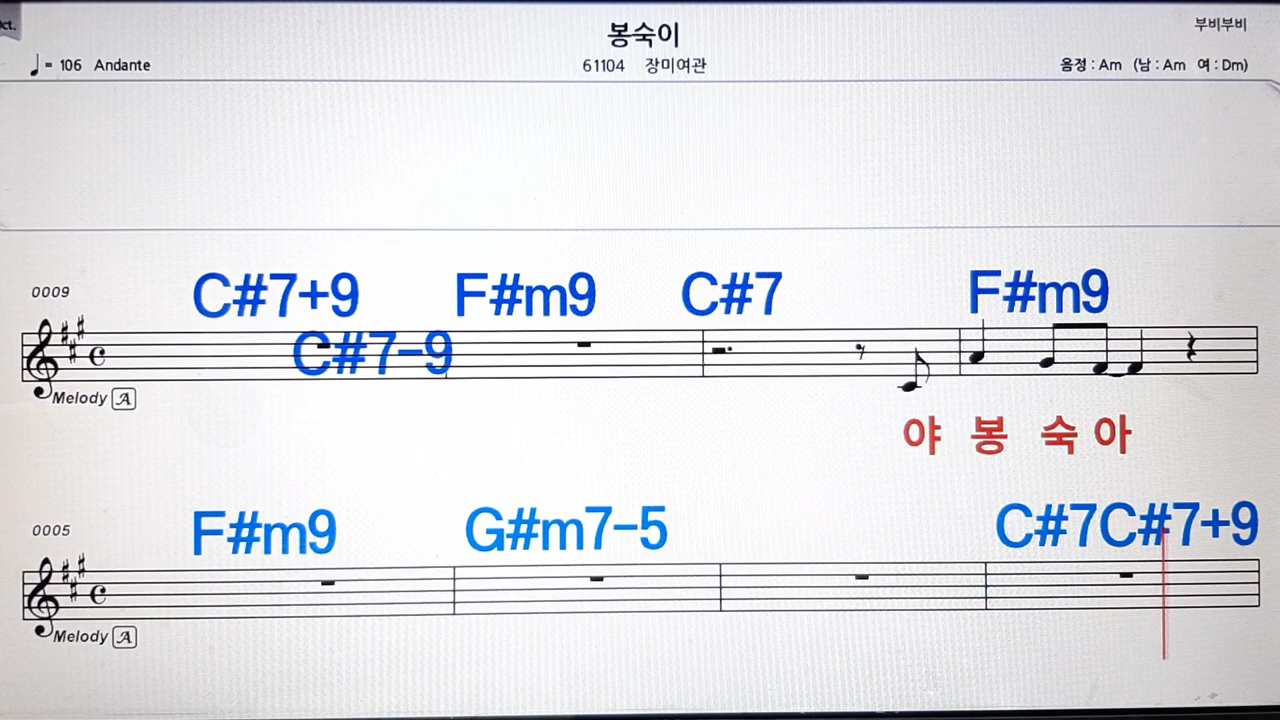 ct.
봉숙이
부비부비
♩= 106 Andante
61104 장미여관
음정 : Am (남 : Am 여 : Dm)
0009
C#7+9 F#m9 C#7 F#m9
C#7-9
Melody A
야 봉 숙 아
0005
F#m9 G#m7-5 C#7C#7+9
Melody A